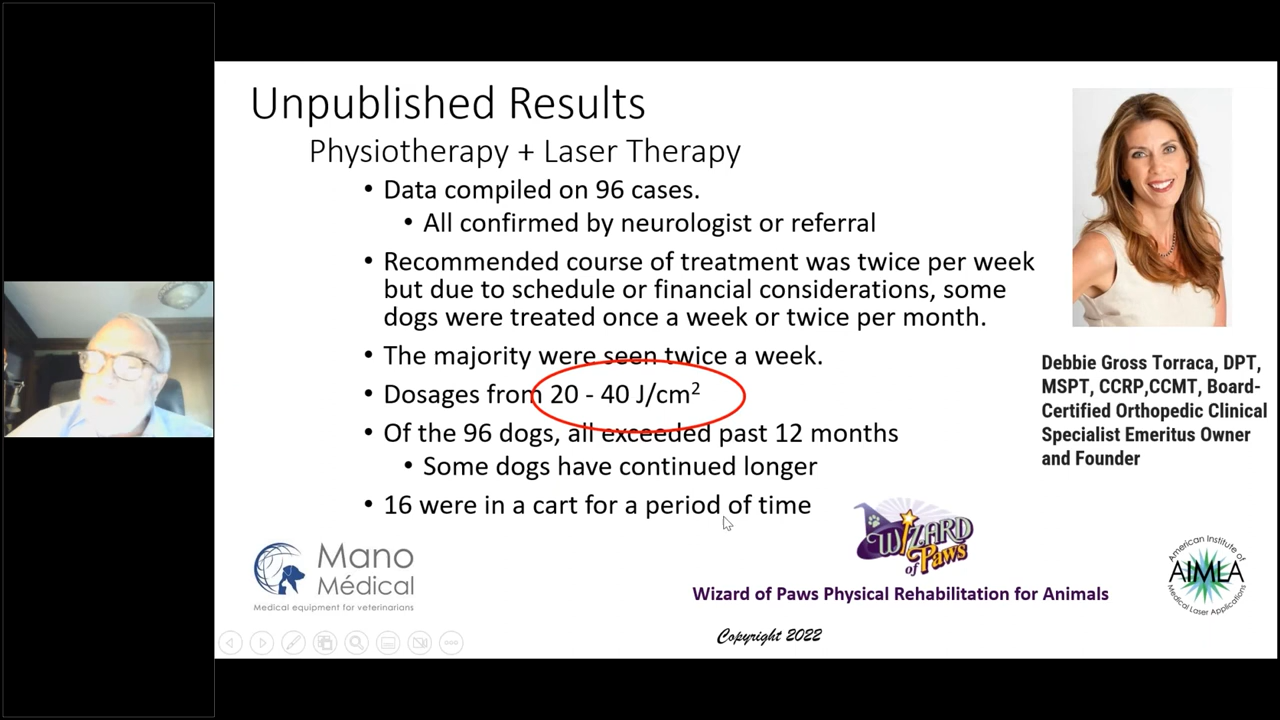 Unpublished Results
Physiotherapy + Laser Therapy
• Data compiled on 96 cases.
• All confirmed by neurologist or referral
• Recommended course of treatment was twice per week
but due to schedule or financial considerations, some
dogs were treated once a week or twice per month.
• The majority were seen twice a week.
• Dosages from 20 - 40 J/cm²
• Of the 96 dogs, all exceeded past 12 months
• Some dogs have continued longer
• 16 were in a cart for a period of time
Debbie Gross Torraca, DPT,
MSPT, CCRP,CCMT, Board-
Certified Orthopedic Clinical
Specialist Emeritus Owner
and Founder
Mano
Médical
Medical equipment for veterinarians
WIZARD
of Paws
Wizard of Paws Physical Rehabilitation for Animals
American Institute of
AIMLA
Medical Laser Applications
Copyright 2022